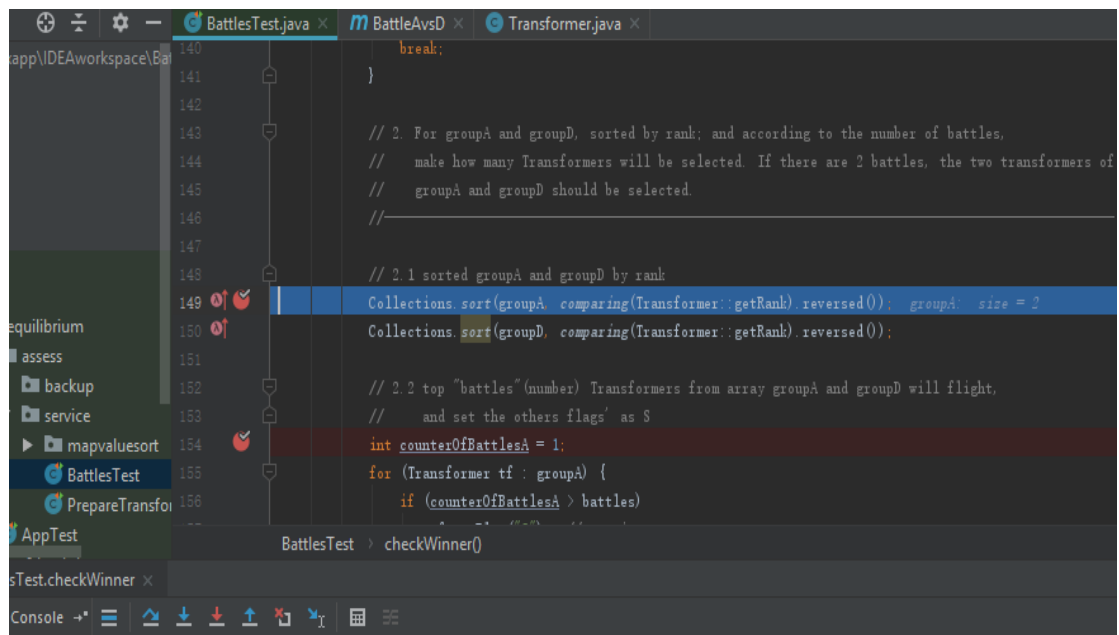 BattlesTest.java
BattleAvsD
Transformer.java
app\IDEAworkspace\Bat
equilibrium
assess
backup
service
mapvaluesort
BattlesTest
PrepareTransfor
AppTest
140 break;
141 }
142
143 // 2. For groupA and groupD, sorted by rank; and according to the number of battles,
144 // make how many Transformers will be selected. If there are 2 battles, the two transformers of
145 // groupA and groupD should be selected.
146 //
147
148 // 2.1 sorted groupA and groupD by rank
149 Collections.sort(groupA, comparing(Transformer::getRank).reversed()); groupA: size = 2
150 Collections.sort(groupD, comparing(Transformer::getRank).reversed());
151
152 // 2.2 top "battles"(number) Transformers from array groupA and groupD will flight,
153 // and set the others flags' as S
154 int counterOfBattlesA = 1;
155 for (Transformer tf : groupA) {
156 if (counterOfBattlesA > battles)
BattlesTest > checkWinner()
sTest.checkWinner
Console